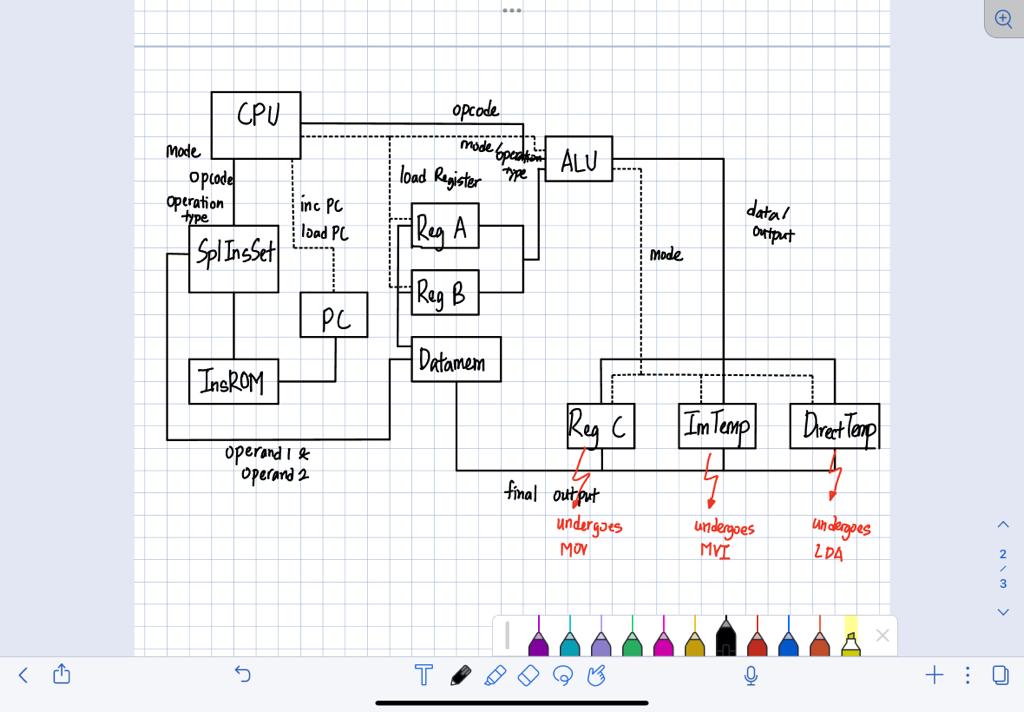 CPU
opcode
mode
opcode
operation
type
mode/operation
type
ALU
load Register
inc PC
load PC
Reg A
data/
output
SplInsSet
mode
Reg B
PC
Datamem
InsROM
Reg C
ImTemp
DirectTemp
operand 1 &
operand 2
final output
undergoes
MOV
undergoes
MVI
undergoes
LDA
2
/
3
T